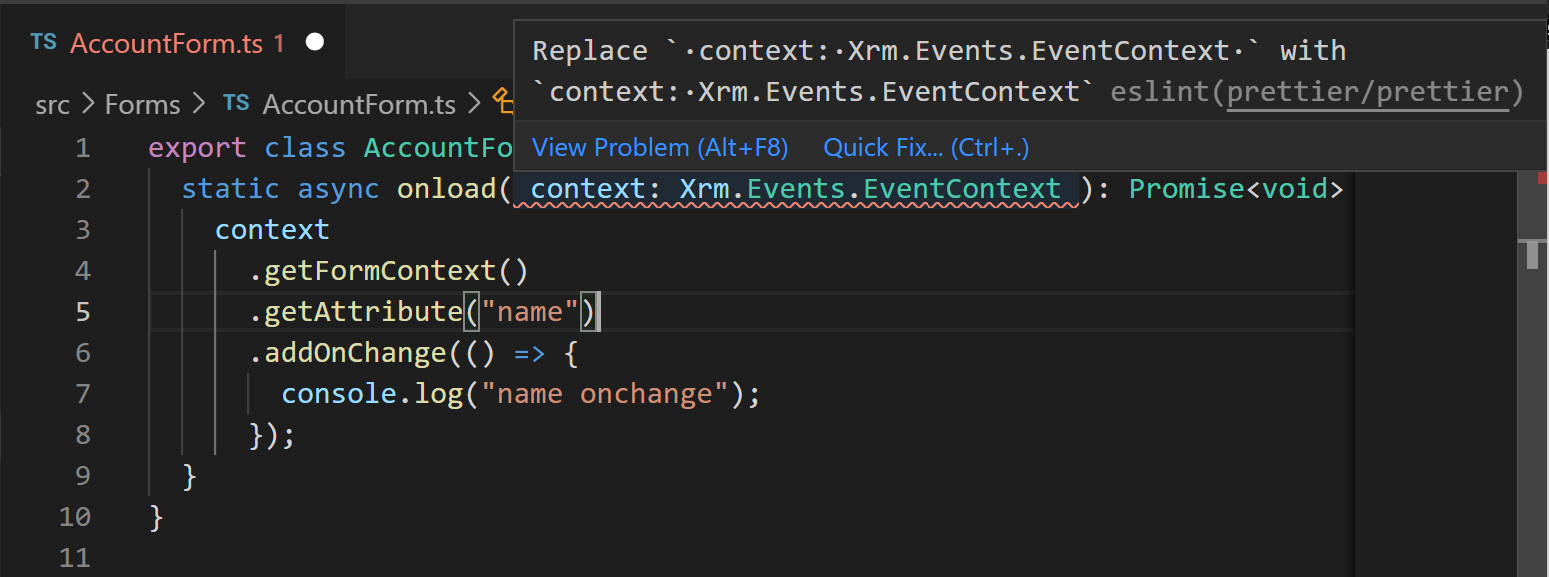 TS AccountForm.ts 1
Replace `·context:·Xrm.Events.EventContext·` with
`context:·Xrm.Events.EventContext` eslint(prettier/prettier)
View Problem (Alt+F8) Quick Fix... (Ctrl+.)
src > Forms > TS AccountForm.ts >
1 export class AccountFo
2 static async onload( context: Xrm.Events.EventContext ): Promise<void>
3 context
4 .getFormContext()
5 .getAttribute("name")
6 .addOnChange(() => {
7 console.log("name onchange");
8 });
9 }
10 }
11